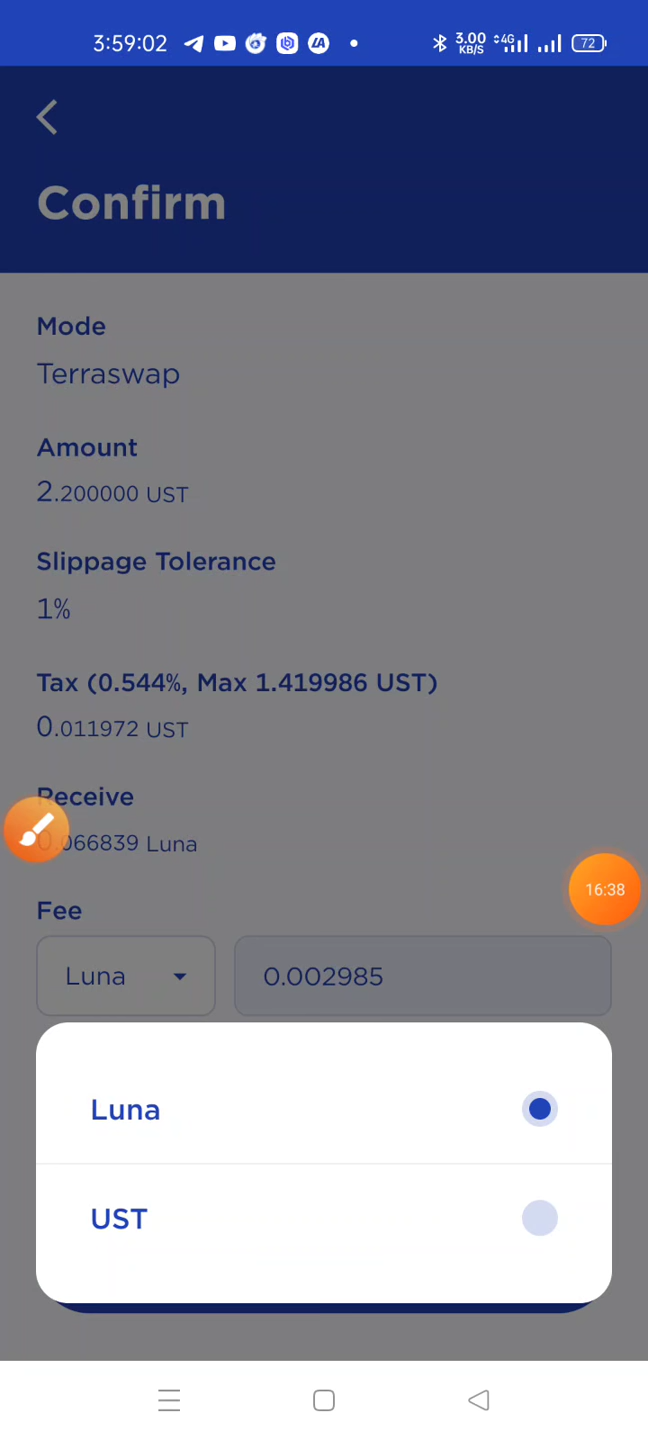 3:59:02 3.00 KB/S 4G 72
Confirm
Mode
Terraswap
Amount
2.200000 UST
Slippage Tolerance
1%
Tax (0.544%, Max 1.419986 UST)
0.011972 UST
Receive
0.066839 Luna
16:38
Fee
Luna 0.002985
Luna
UST